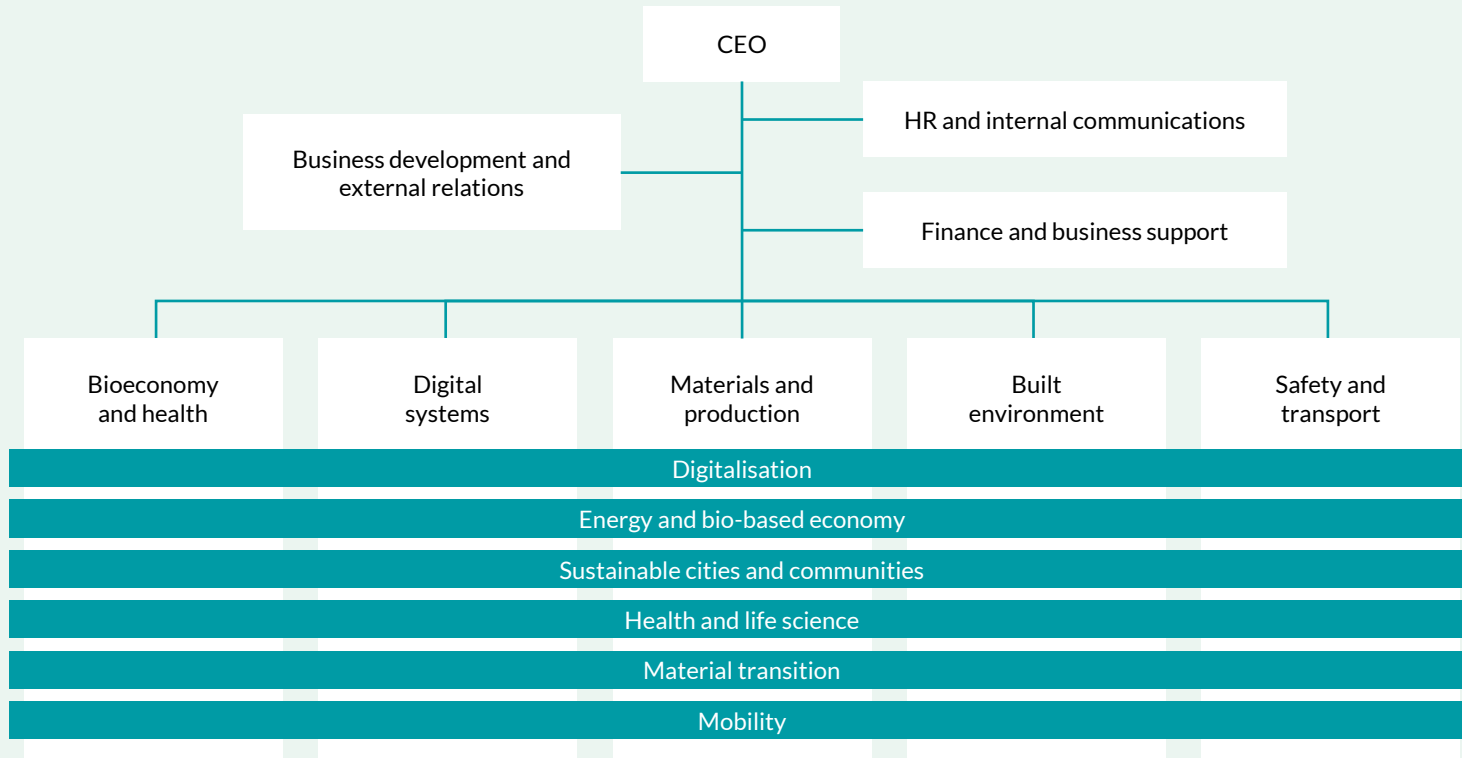 CEO
HR and internal communications
Business development and
external relations
Finance and business support
Bioeconomy
and health
Digital
systems
Materials and
production
Built
environment
Safety and
transport
Digitalisation
Energy and bio-based economy
Sustainable cities and communities
Health and life science
Material transition
Mobility